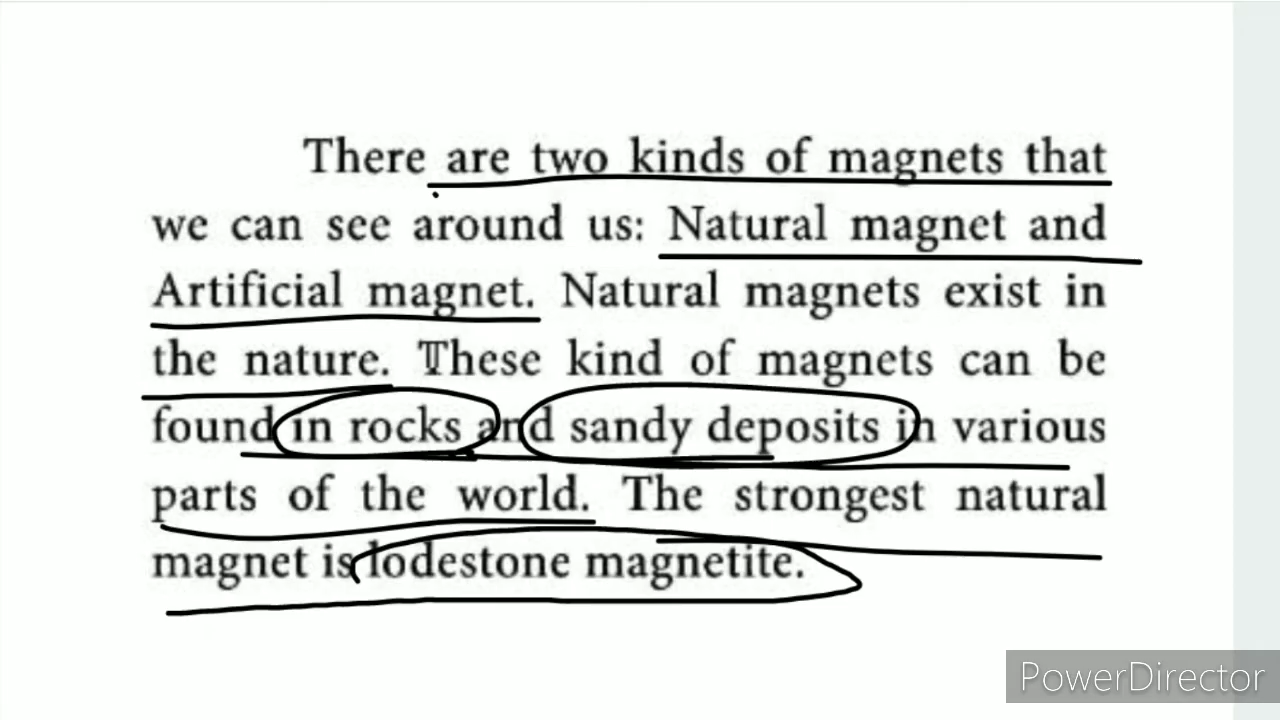 There are two kinds of magnets that
we can see around us: Natural magnet and
Artificial magnet. Natural magnets exist in
the nature. These kind of magnets can be
found in rocks and sandy deposits in various
parts of the world. The strongest natural
magnet is lodestone magnetite.
PowerDirector